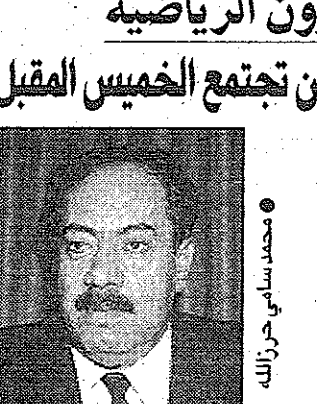 ون الرياضية
ن تجتمع الخميس المقبل
● محمد سامي حرزالله